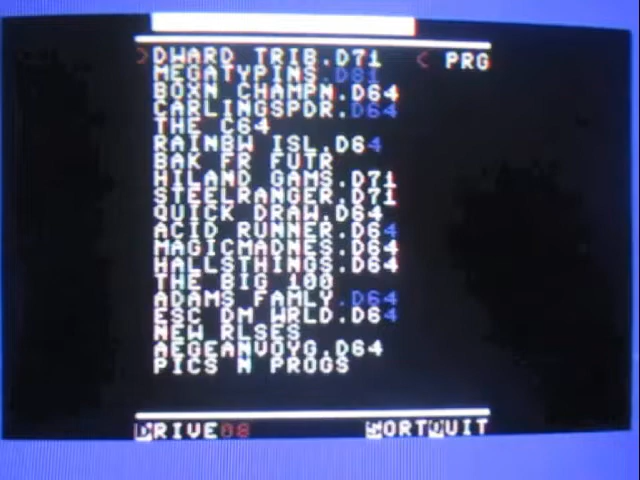 >DWARD TRIB.D71 < PRG
MEGATYPINS.D81
BOXN CHAMPN.D64
CARLINGSPDR.D64
THE C64
RAINBW ISL.D64
BAK FR FUTR
HILAND GAMS.D71
STEELRANGER.D71
QUICK DRAW.D64
ACID RUNNER.D64
MAGICMADNES.D64
HALLSTHINGS.D64
THE BIG 100
ADAMS FAMLY.D64
ESC DM WRLD.D64
NEW RLSES
AEGEANVOYG.D64
PICS N PROGS
DRIVE08 SORT QUIT